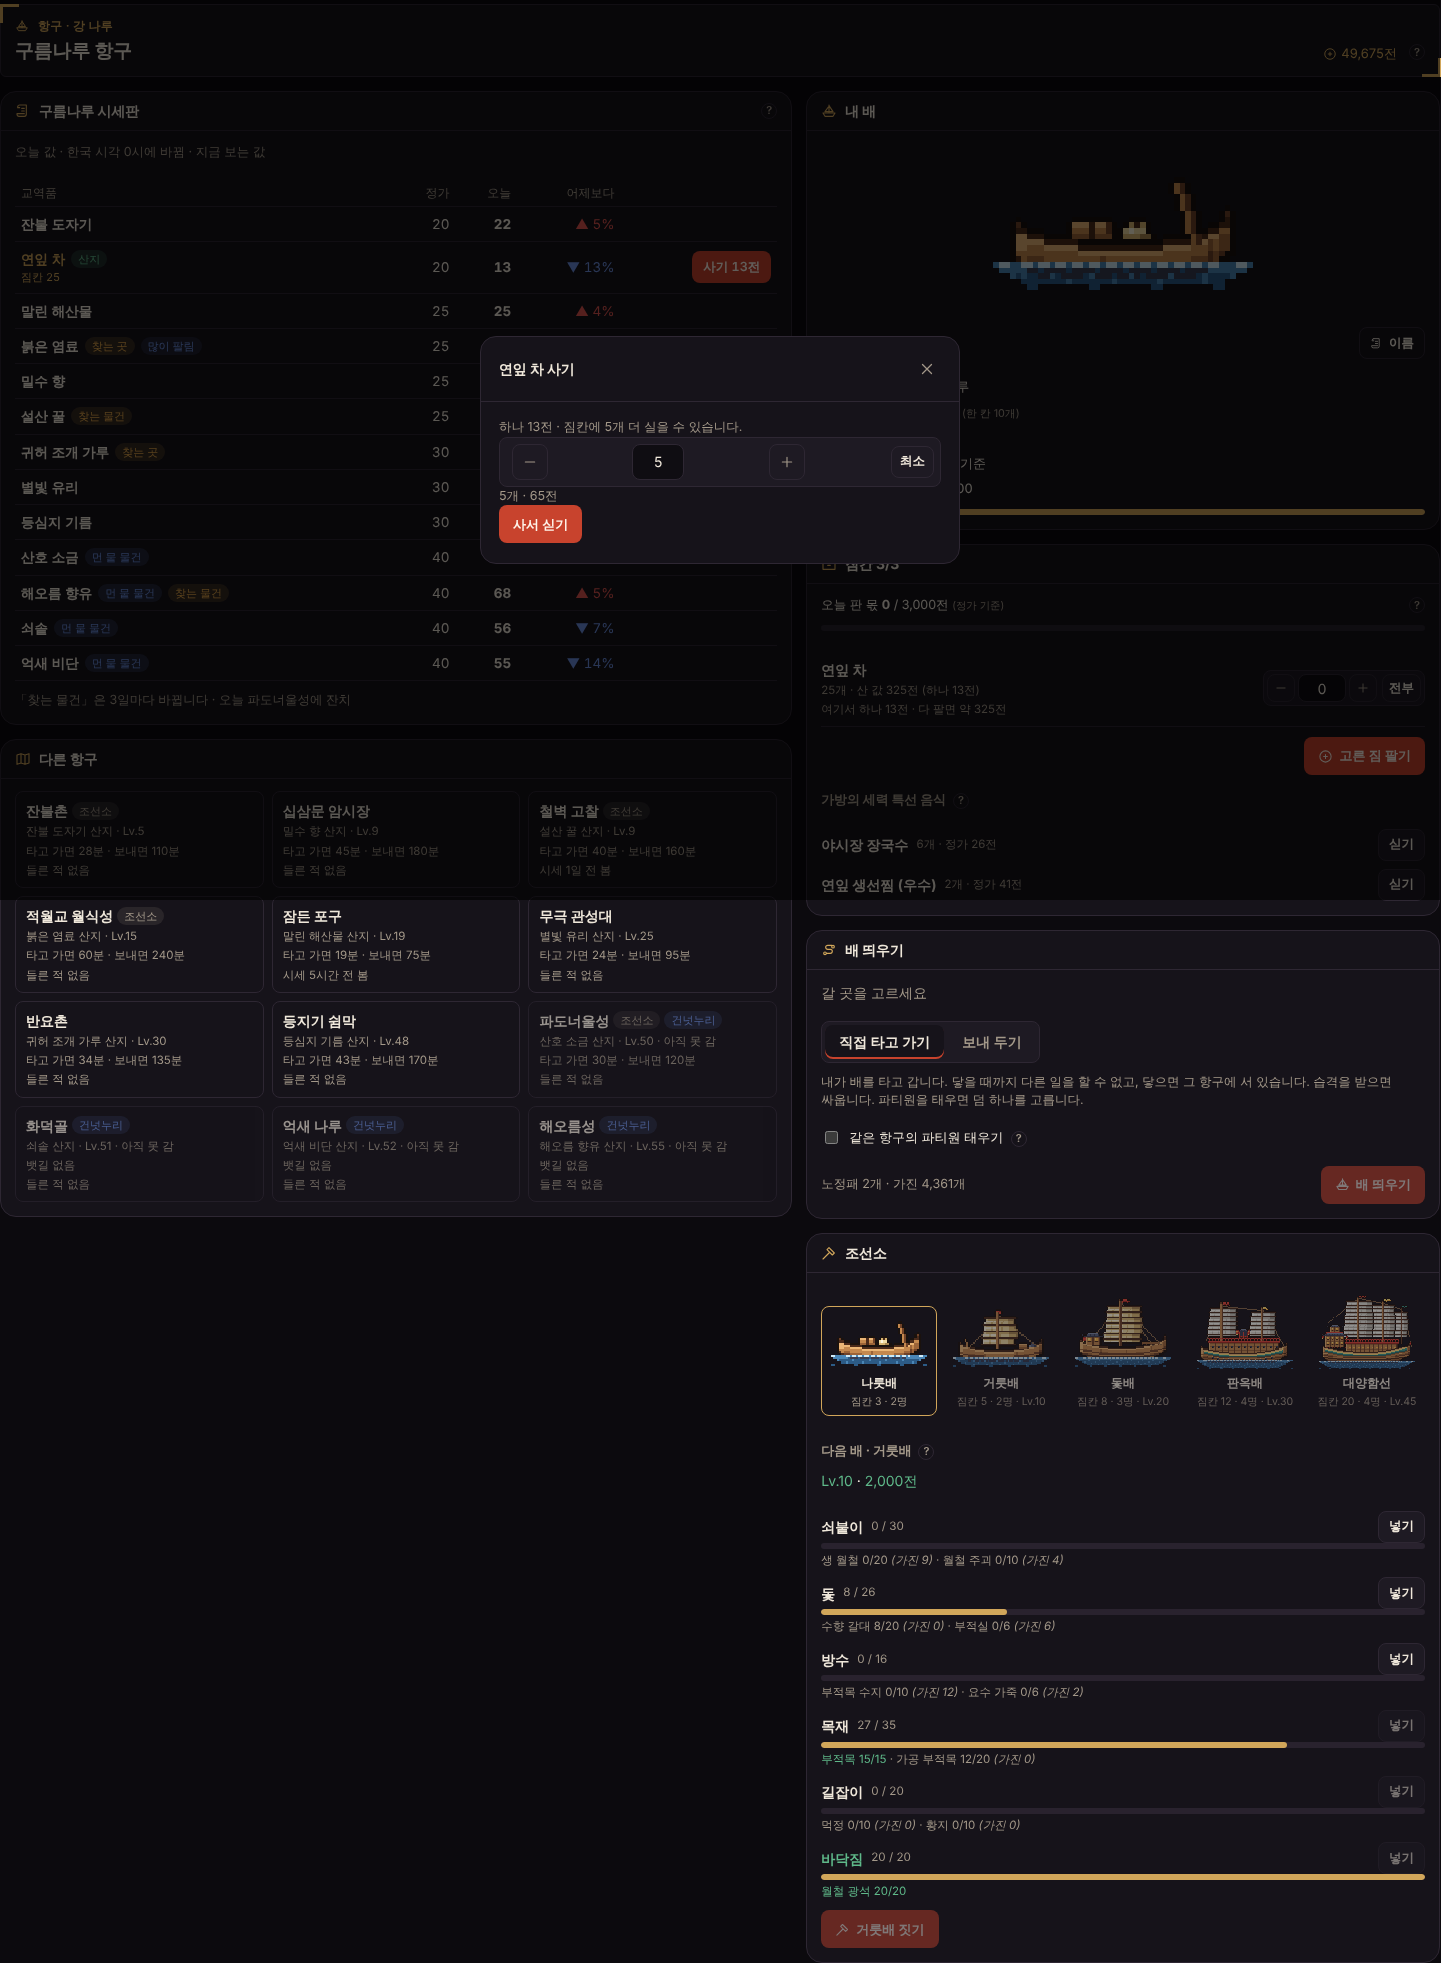 항구 · 강 나루
구름나루 항구
49,675전 ?
구름나루 시세판 ?
오늘 값 · 한국 시각 0시에 바뀜 · 지금 보는 값
교역품 정가 오늘 어제보다
잔불 도자기 20 22 ▲ 5%
연잎 차 산지 20 13 ▼ 13% 사기 13전
짐칸 25
말린 해산물 25 25 ▲ 4%
붉은 염료 찾는 곳 많이 팔림 25
밀수 향 25
설산 꿀 찾는 물건 25
귀허 조개 가루 찾는 곳 30
별빛 유리 30
등심지 기름 30
산호 소금 먼 뭍 물건 40
해오름 향유 먼 뭍 물건 찾는 물건 40 68 ▲ 5%
쇠솥 먼 뭍 물건 40 56 ▼ 7%
억새 비단 먼 뭍 물건 40 55 ▼ 14%
「찾는 물건」은 3일마다 바뀝니다 · 오늘 파도너울성에 잔치
연잎 차 사기
하나 13전 · 짐칸에 5개 더 실을 수 있습니다.
− 5 + 최소
5개 · 65전
사서 싣기
다른 항구
잔불촌 조선소
잔불 도자기 산지 · Lv.5
타고 가면 28분 · 보내면 110분
들른 적 없음
십삼문 암시장
밀수 향 산지 · Lv.9
타고 가면 45분 · 보내면 180분
들른 적 없음
철벽 고찰 조선소
설산 꿀 산지 · Lv.9
타고 가면 40분 · 보내면 160분
시세 1일 전 봄
적월교 월식성 조선소
붉은 염료 산지 · Lv.15
타고 가면 60분 · 보내면 240분
들른 적 없음
잠든 포구
말린 해산물 산지 · Lv.19
타고 가면 19분 · 보내면 75분
시세 5시간 전 봄
무극 관성대
별빛 유리 산지 · Lv.25
타고 가면 24분 · 보내면 95분
들른 적 없음
반요촌
귀허 조개 가루 산지 · Lv.30
타고 가면 34분 · 보내면 135분
들른 적 없음
등지기 쉼막
등심지 기름 산지 · Lv.48
타고 가면 43분 · 보내면 170분
들른 적 없음
파도너울성 조선소 건넛누리
산호 소금 산지 · Lv.50 · 아직 못 감
타고 가면 30분 · 보내면 120분
들른 적 없음
화덕골 건넛누리
쇠솥 산지 · Lv.51 · 아직 못 감
뱃길 없음
들른 적 없음
억새 나루 건넛누리
억새 비단 산지 · Lv.52 · 아직 못 감
뱃길 없음
들른 적 없음
해오름성 건넛누리
해오름 향유 산지 · Lv.55 · 아직 못 감
뱃길 없음
들른 적 없음
내 배
이름
루
(한 칸 10개)
기준
00
짐칸 3/3
오늘 판 몫 0 / 3,000전 (정가 기준) ?
연잎 차
25개 · 산 값 325전 (하나 13전)
여기서 하나 13전 · 다 팔면 약 325전
− 0 + 전부
고른 짐 팔기
가방의 세력 특선 음식 ?
야시장 장국수 6개 · 정가 26전 싣기
연잎 생선찜 (우수) 2개 · 정가 41전 싣기
배 띄우기
갈 곳을 고르세요
직접 타고 가기 보내 두기
내가 배를 타고 갑니다. 닿을 때까지 다른 일을 할 수 없고, 닿으면 그 항구에 서 있습니다. 습격을 받으면
싸웁니다. 파티원을 태우면 덤 하나를 고릅니다.
같은 항구의 파티원 태우기 ?
노정패 2개 · 가진 4,361개 배 띄우기
조선소
나룻배
짐칸 3 · 2명
거룻배
짐칸 5 · 2명 · Lv.10
돛배
짐칸 8 · 3명 · Lv.20
판옥배
짐칸 12 · 4명 · Lv.30
대양함선
짐칸 20 · 4명 · Lv.45
다음 배 · 거룻배 ?
Lv.10 · 2,000전
쇠붙이 0 / 30 넣기
생 월철 0/20 (가진 9) · 월철 주괴 0/10 (가진 4)
돛 8 / 26 넣기
수향 갈대 8/20 (가진 0) · 부적실 0/6 (가진 6)
방수 0 / 16 넣기
부적목 수지 0/10 (가진 12) · 요수 가죽 0/6 (가진 2)
목재 27 / 35 넣기
부적목 15/15 · 가공 부적목 12/20 (가진 0)
길잡이 0 / 20 넣기
먹정 0/10 (가진 0) · 황지 0/10 (가진 0)
바닥짐 20 / 20 넣기
월철 광석 20/20
거룻배 짓기